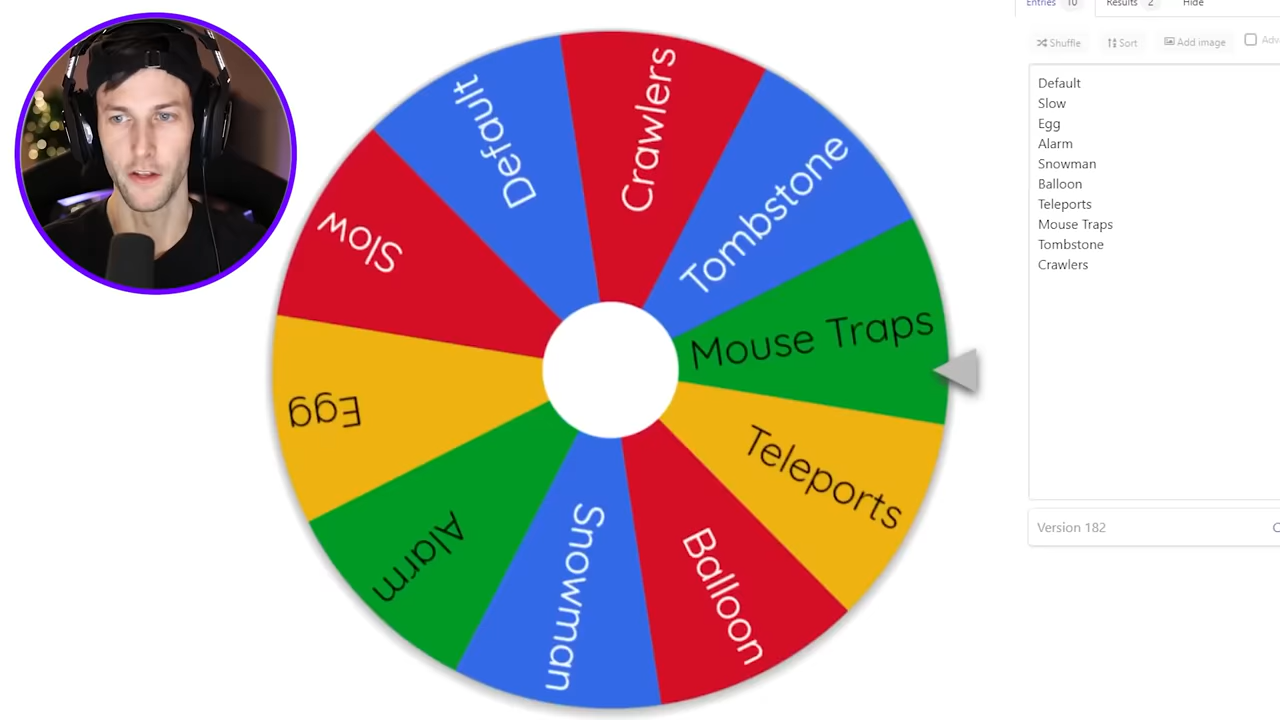 Entries 10 Results 2 Hide
Shuffle Sort Add image Adv
Default
Slow
Egg
Alarm
Snowman
Balloon
Teleports
Mouse Traps
Tombstone
Crawlers
Version 182
Crawlers
Tombstone
Mouse Traps
Teleports
Balloon
Snowman
Alarm
Egg
Slow
Default